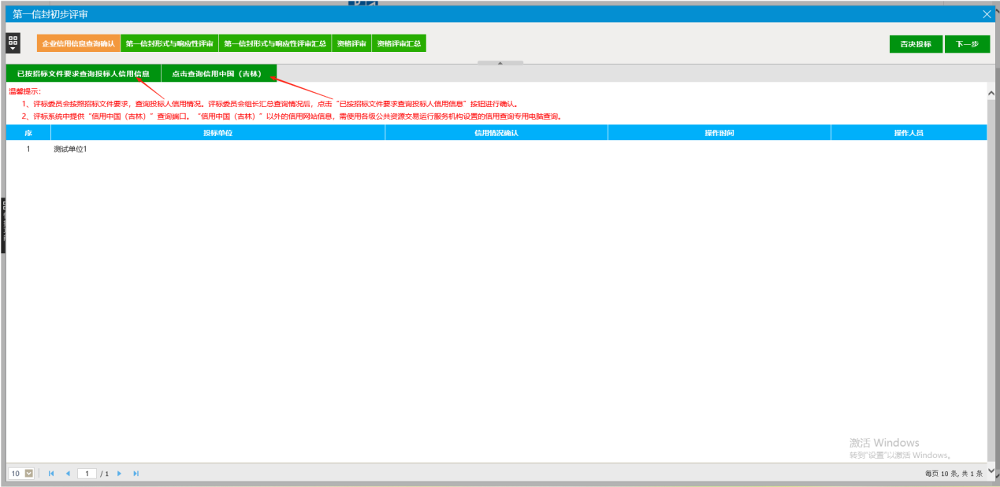 第一信封初步评审
企业信用信息查询确认 第一信封形式与响应性评审 第一信封形式与响应性评审汇总 资格评审 资格评审汇总 否决投标 下一步
已按招标文件要求查询投标人信用信息 点击查询信用中国（吉林）
温馨提示：
1、评标委员会按照招标文件要求，查询投标人信用情况。评标委员会组长汇总查询情况后，点击“已按招标文件要求查询投标人信用信息”按钮进行确认。
2、评标系统中提供“信用中国（吉林）”查询端口。“信用中国（吉林）”以外的信用网站信息，需使用各级公共资源交易运行服务机构设置的信用查询专用电脑查询。
序 投标单位 信用情况确认 操作时间 操作人员
1 测试单位1
激活 Windows
转到“设置”以激活 Windows。
10 1 / 1 每页 10 条, 共 1 条